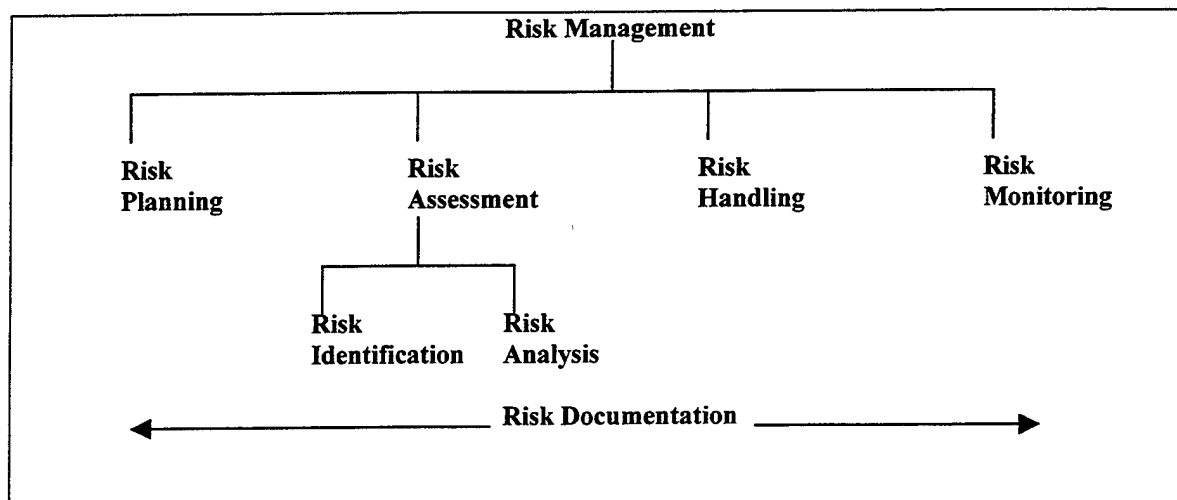 Risk Management
Risk
Planning
Risk
Assessment
Risk
Handling
Risk
Monitoring
Risk
Identification
Risk
Analysis
Risk Documentation